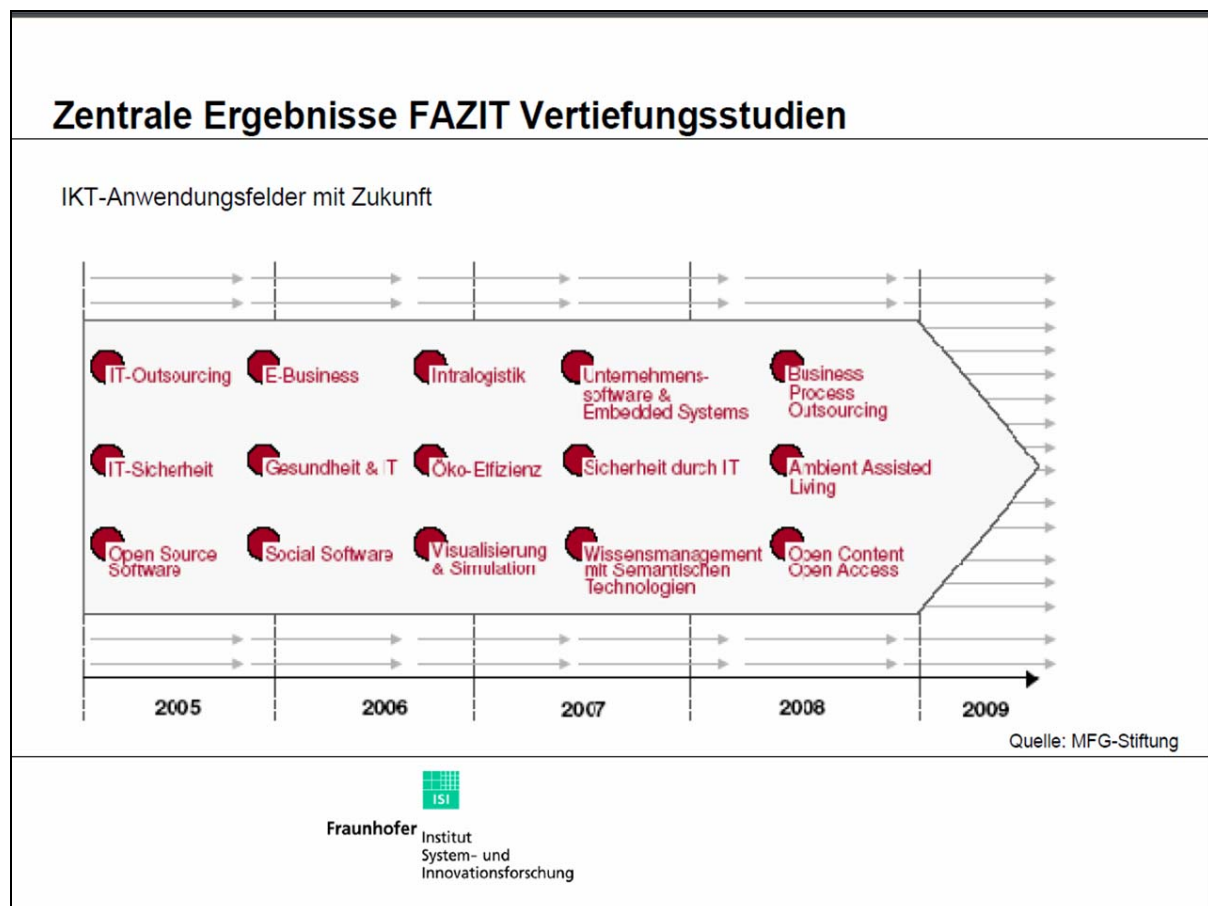 Zentrale Ergebnisse FAZIT Vertiefungsstudien
IKT-Anwendungsfelder mit Zukunft
IT-Outsourcing
E-Business
Intralogistik
Unternehmens-
software &
Embedded Systems
Business
Process
Outsourcing
IT-Sicherheit
Gesundheit & IT
Öko-Effizienz
Sicherheit durch IT
Ambient Assisted
Living
Open Source
Software
Social Software
Visualisierung
& Simulation
Wissensmanagement
mit Semantischen
Technologien
Open Content
Open Access
2005
2006
2007
2008
2009
Quelle: MFG-Stiftung
ISI
Fraunhofer
Institut
System- und
Innovationsforschung